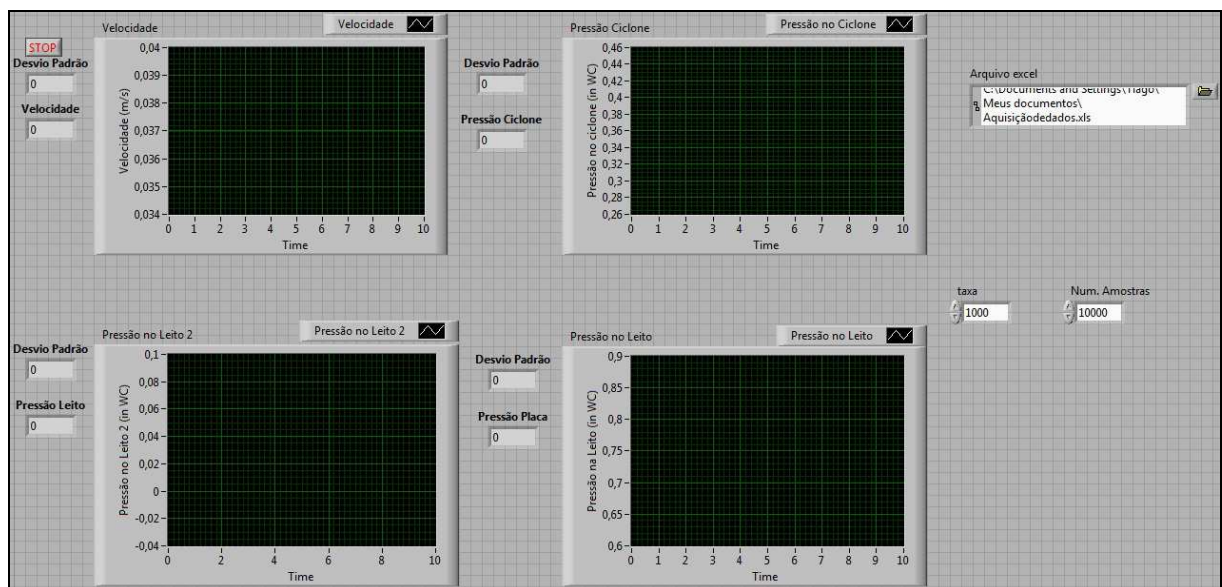 STOP
Desvio Padrão
0
Velocidade
0
Velocidade
Velocidade
Velocidade (m/s)
0,04
0,039
0,038
0,037
0,036
0,035
0,034
0 1 2 3 4 5 6 7 8 9 10
Time
Desvio Padrão
0
Pressão Ciclone
0
Pressão Ciclone
Pressão no Ciclone
Pressão no ciclone (in WC)
0,46
0,44
0,42
0,4
0,38
0,36
0,34
0,32
0,3
0,28
0,26
0 1 2 3 4 5 6 7 8 9 10
Time
Arquivo excel
C:\Documents and Settings\Tiago\
Meus documentos\
Aquisiçãodedados.xls
taxa
1000
Num. Amostras
10000
Desvio Padrão
0
Pressão Leito
0
Pressão no Leito 2
Pressão no Leito 2
Pressão no Leito 2 (in WC)
0,1
0,08
0,06
0,04
0,02
0
-0,02
-0,04
0 2 4 6 8 10
Time
Desvio Padrão
0
Pressão Placa
0
Pressão no Leito
Pressão no Leito
Pressão na Leito (in WC)
0,9
0,85
0,8
0,75
0,7
0,65
0,6
0 1 2 3 4 5 6 7 8 9 10
Time